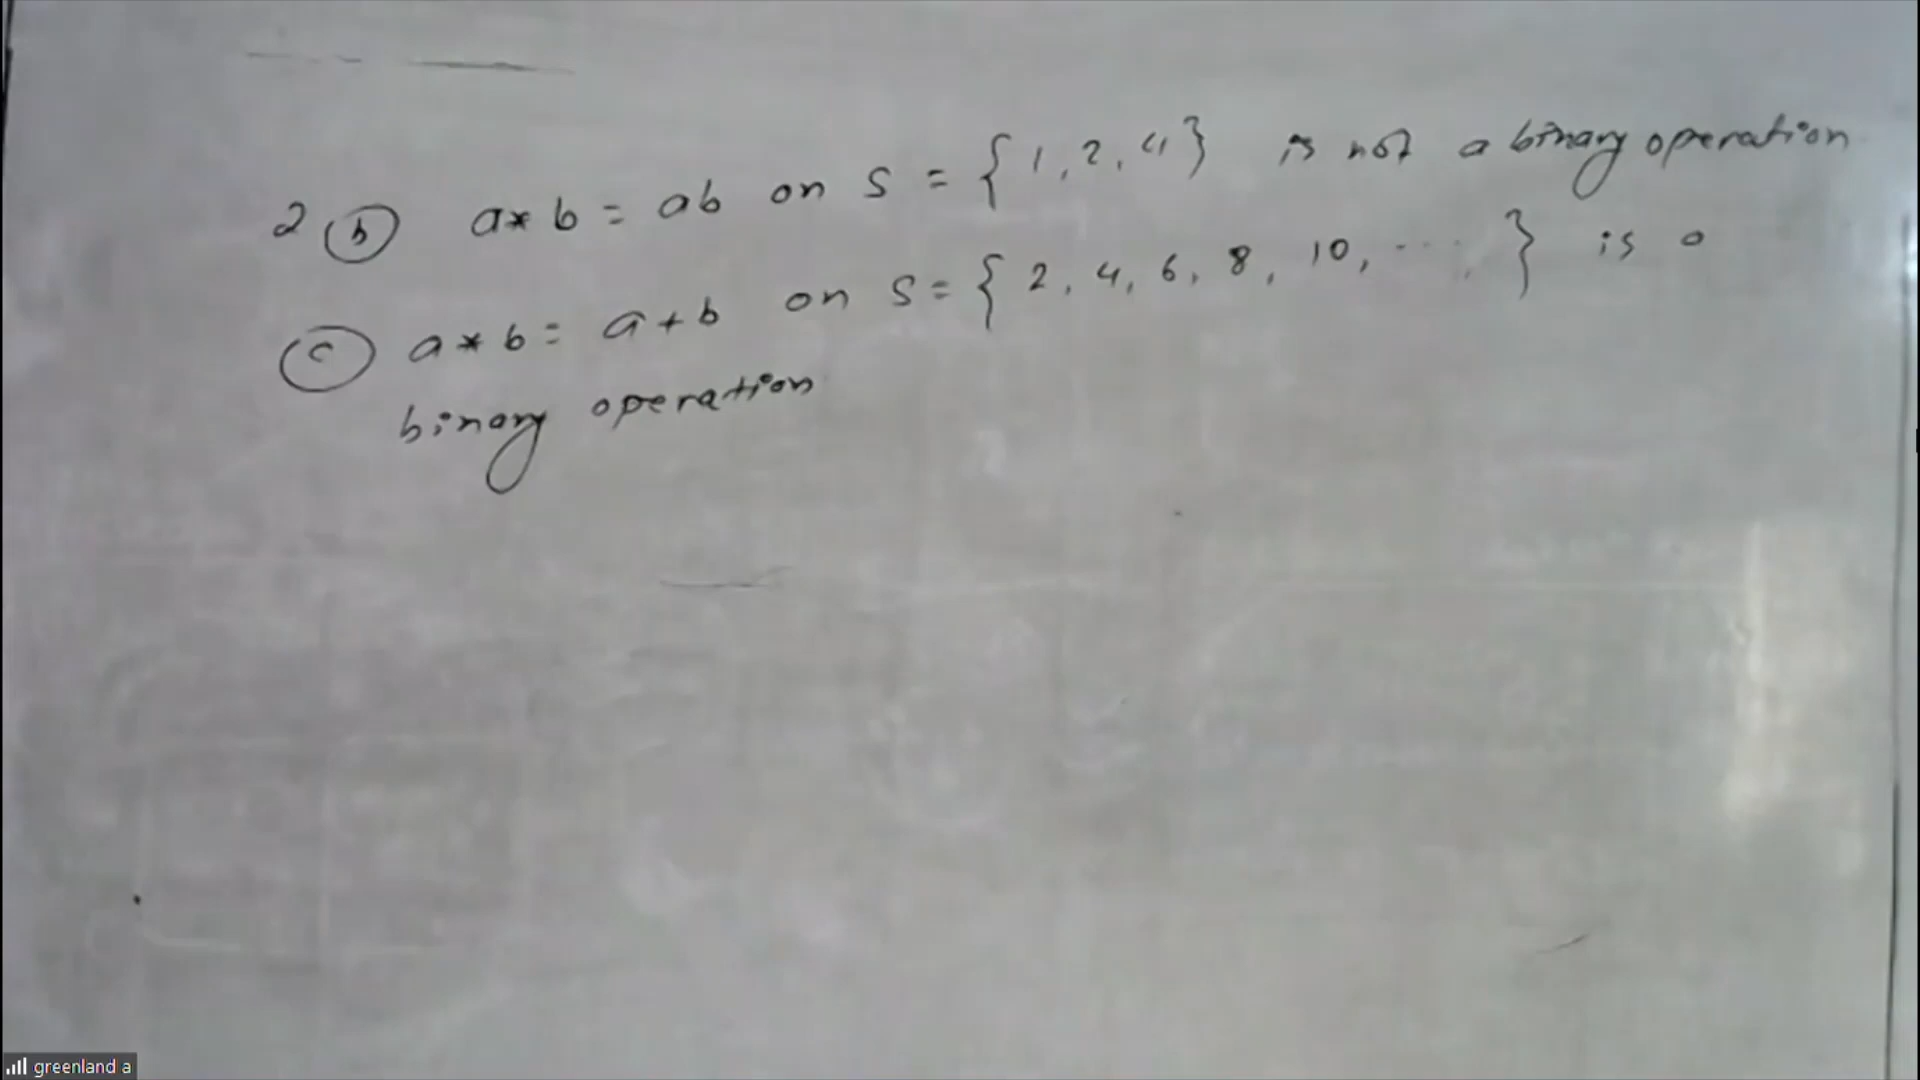 2 (b) a * b = ab on S = { 1, 2, 4 } is not a binary operation
(c) a * b = a + b on S = { 2, 4, 6, 8, 10, ..... } is a
binary operation
greenland a